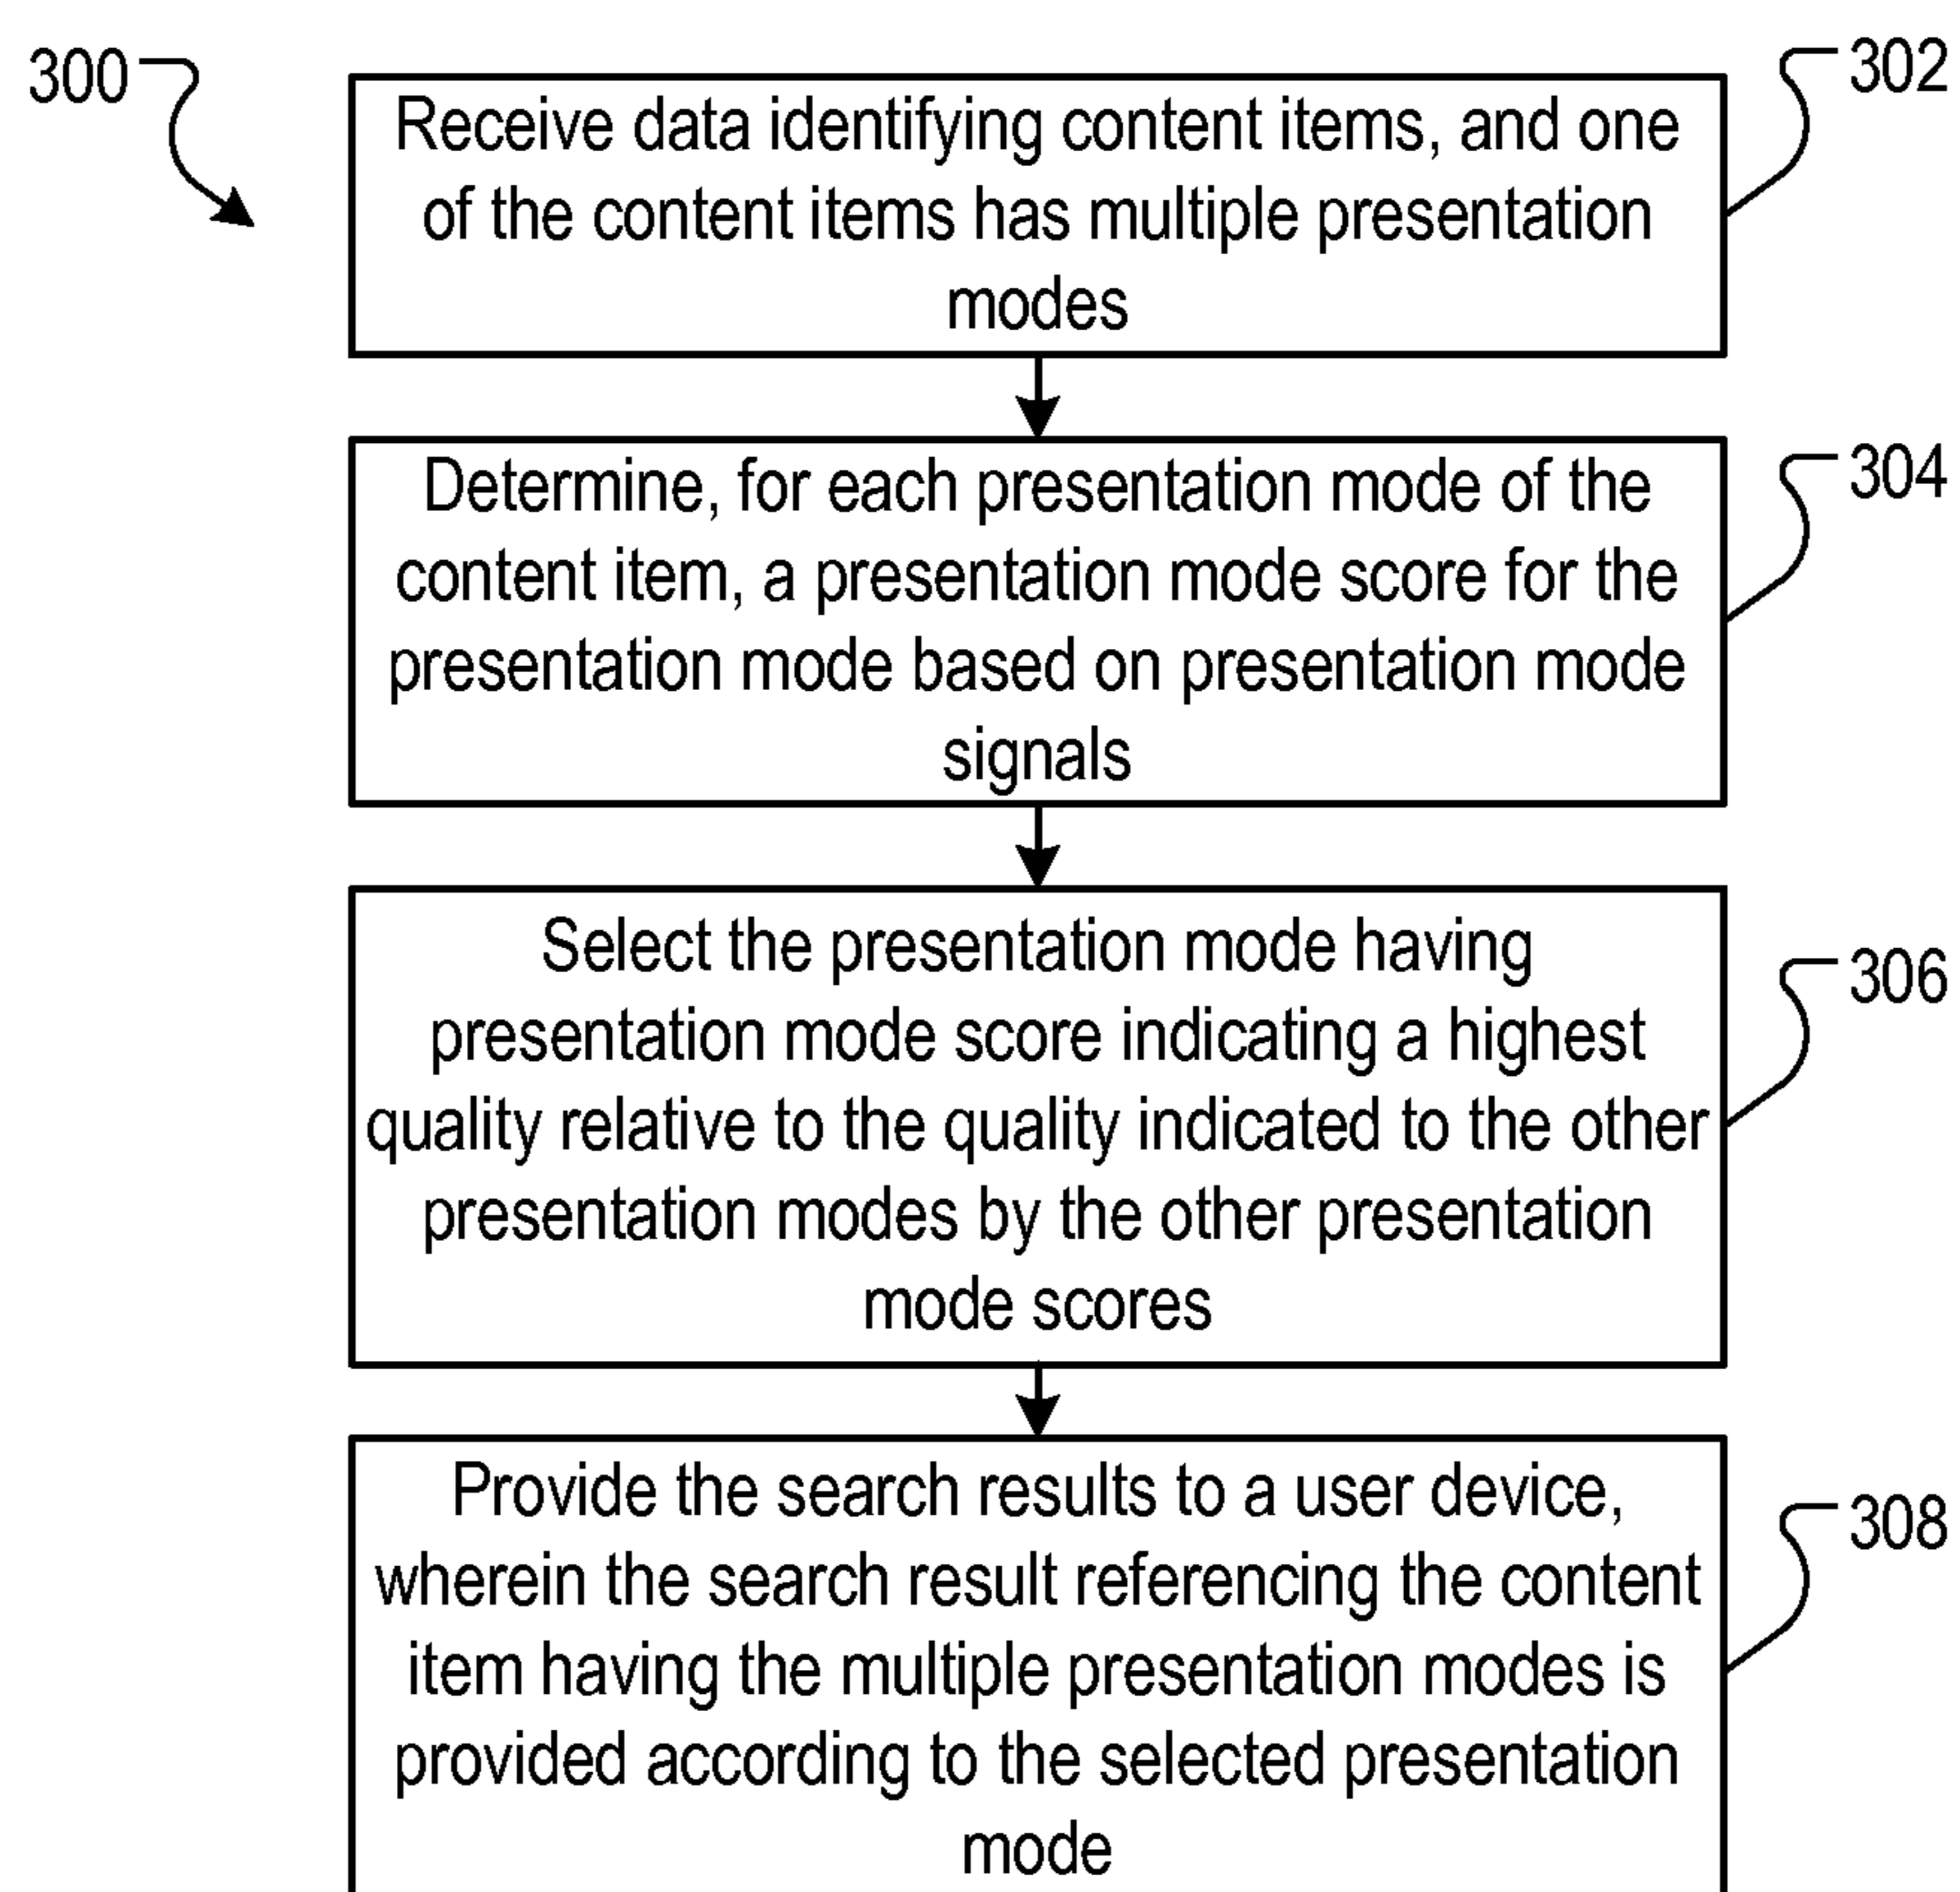 300
302
Receive data identifying content items, and one
of the content items has multiple presentation
modes
304
Determine, for each presentation mode of the
content item, a presentation mode score for the
presentation mode based on presentation mode
signals
306
Select the presentation mode having
presentation mode score indicating a highest
quality relative to the quality indicated to the other
presentation modes by the other presentation
mode scores
308
Provide the search results to a user device,
wherein the search result referencing the content
item having the multiple presentation modes is
provided according to the selected presentation
mode